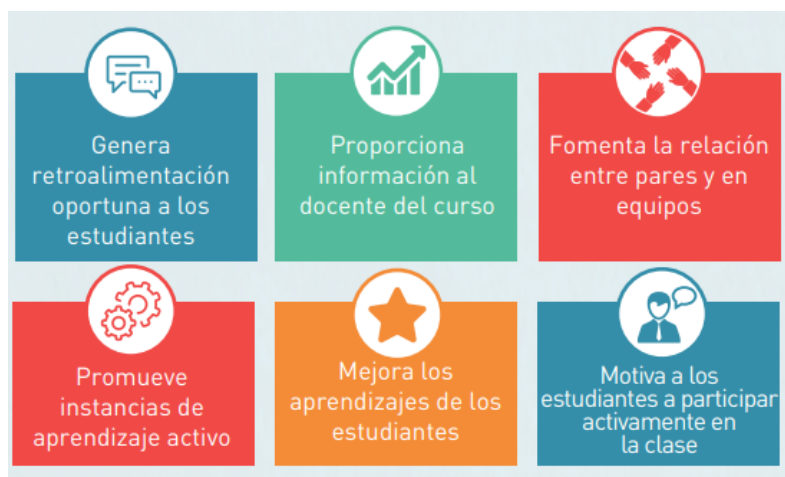 Genera
retroalimentación
oportuna a los
estudiantes
Proporciona
información al
docente del curso
Fomenta la relación
entre pares y en
equipos
Promueve
instancias de
aprendizaje activo
Mejora los
aprendizajes de los
estudiantes
Motiva a los
estudiantes a participar
activamente en
la clase